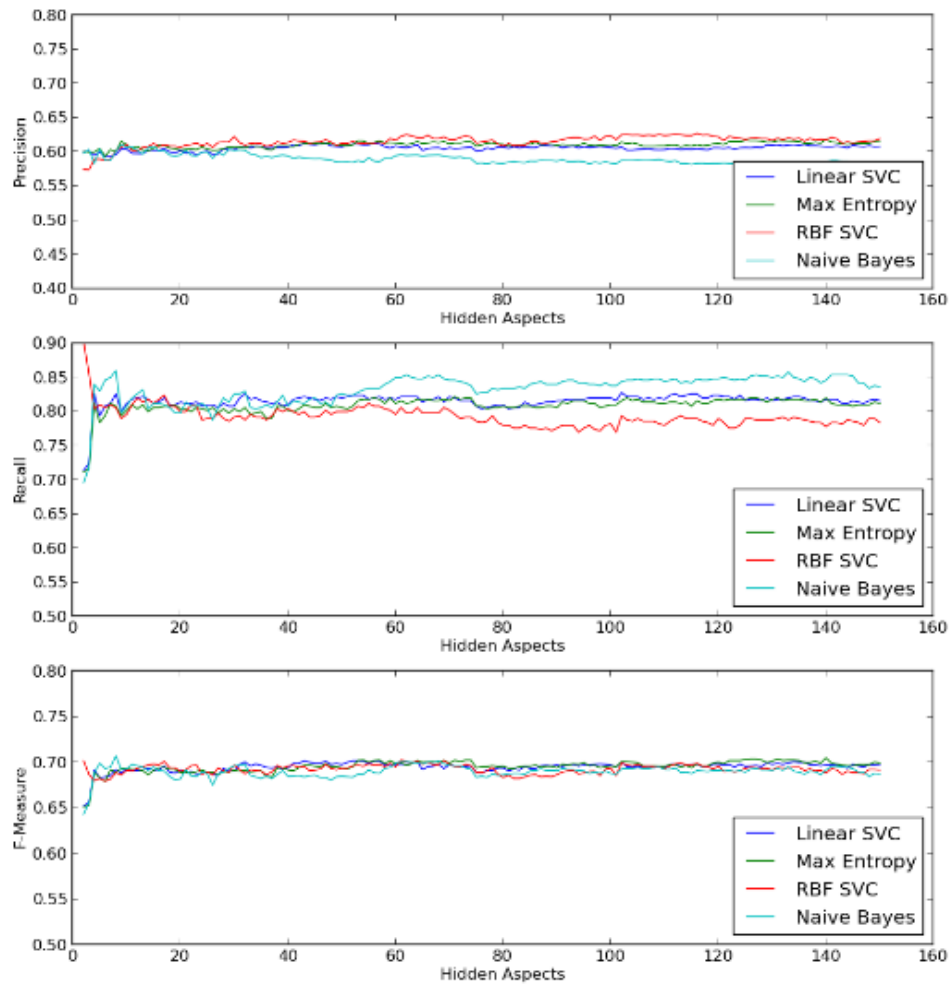 0.80
0.75
0.70
0.65
0.60
0.55
0.50
0.45
0.40
Precision
Linear SVC
Max Entropy
RBF SVC
Naive Bayes
0 20 40 60 80 100 120 140 160
Hidden Aspects
0.90
0.85
0.80
0.75
0.70
0.65
0.60
0.55
0.50
Recall
Linear SVC
Max Entropy
RBF SVC
Naive Bayes
0 20 40 60 80 100 120 140 160
Hidden Aspects
0.80
0.75
0.70
0.65
0.60
0.55
0.50
F-Measure
Linear SVC
Max Entropy
RBF SVC
Naive Bayes
0 20 40 60 80 100 120 140 160
Hidden Aspects